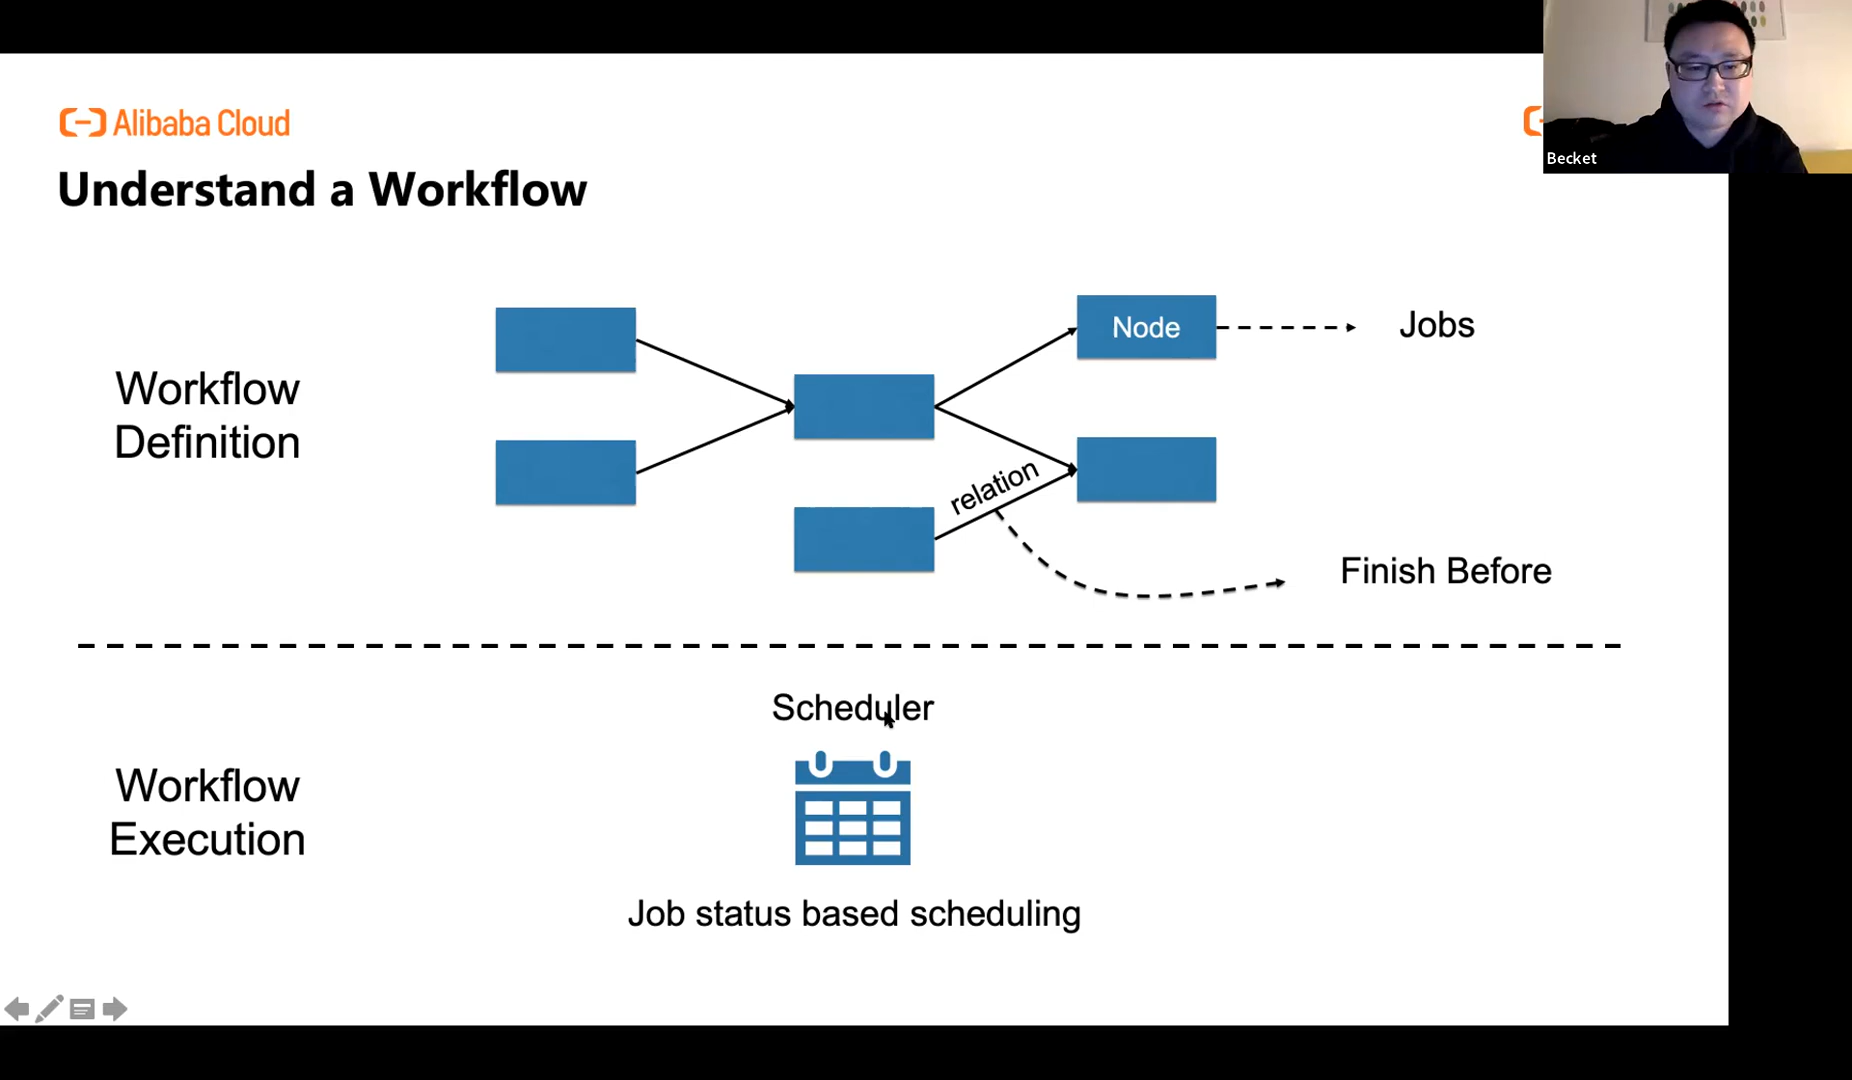 Alibaba Cloud
Becket
Understand a Workflow
Node
Jobs
Workflow
Definition
relation
Finish Before
Scheduler
Workflow
Execution
Job status based scheduling